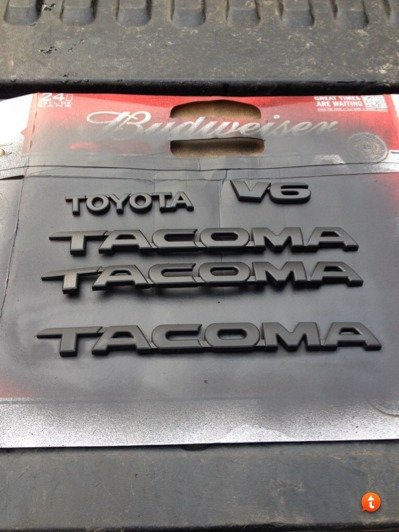 24
GREAT TIMES
ARE WAITING
Budweiser
TOYOTA
V6
TACOMA
TACOMA
TACOMA